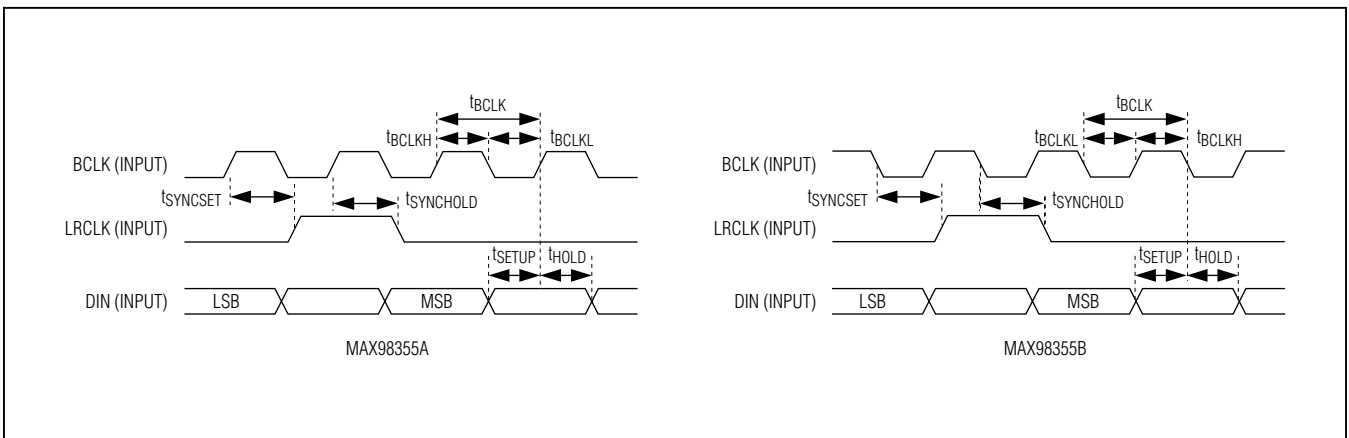 tBCLK
tBCLKH
tBCLKL
BCLK (INPUT)
tSYNCSET
tSYNCHOLD
LRCLK (INPUT)
tSETUP
tHOLD
DIN (INPUT)
LSB
MSB
MAX98355A
tBCLK
tBCLKL
tBCLKH
BCLK (INPUT)
tSYNCSET
tSYNCHOLD
LRCLK (INPUT)
tSETUP
tHOLD
DIN (INPUT)
LSB
MSB
MAX98355B